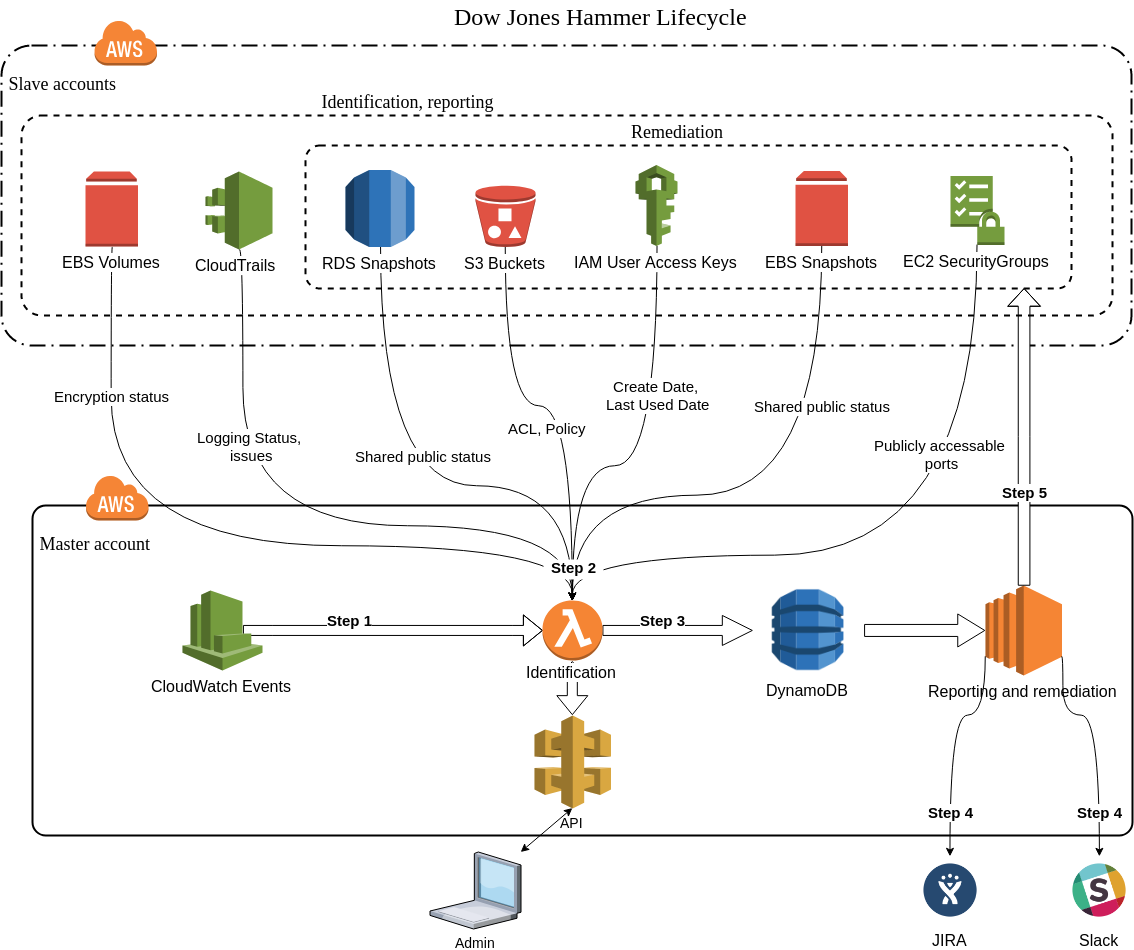 Dow Jones Hammer Lifecycle
AWS
Slave accounts
Identification, reporting
Remediation
EBS Volumes
CloudTrails
RDS Snapshots
S3 Buckets
IAM User Access Keys
EBS Snapshots
EC2 SecurityGroups
Encryption status
Logging Status,
issues
Shared public status
ACL, Policy
Create Date,
Last Used Date
Shared public status
Publicly accessable
ports
Step 5
AWS
Master account
Step 2
Step 1
Step 3
Identification
CloudWatch Events
DynamoDB
Reporting and remediation
Step 4
Step 4
API
Admin
JIRA
S
Slack